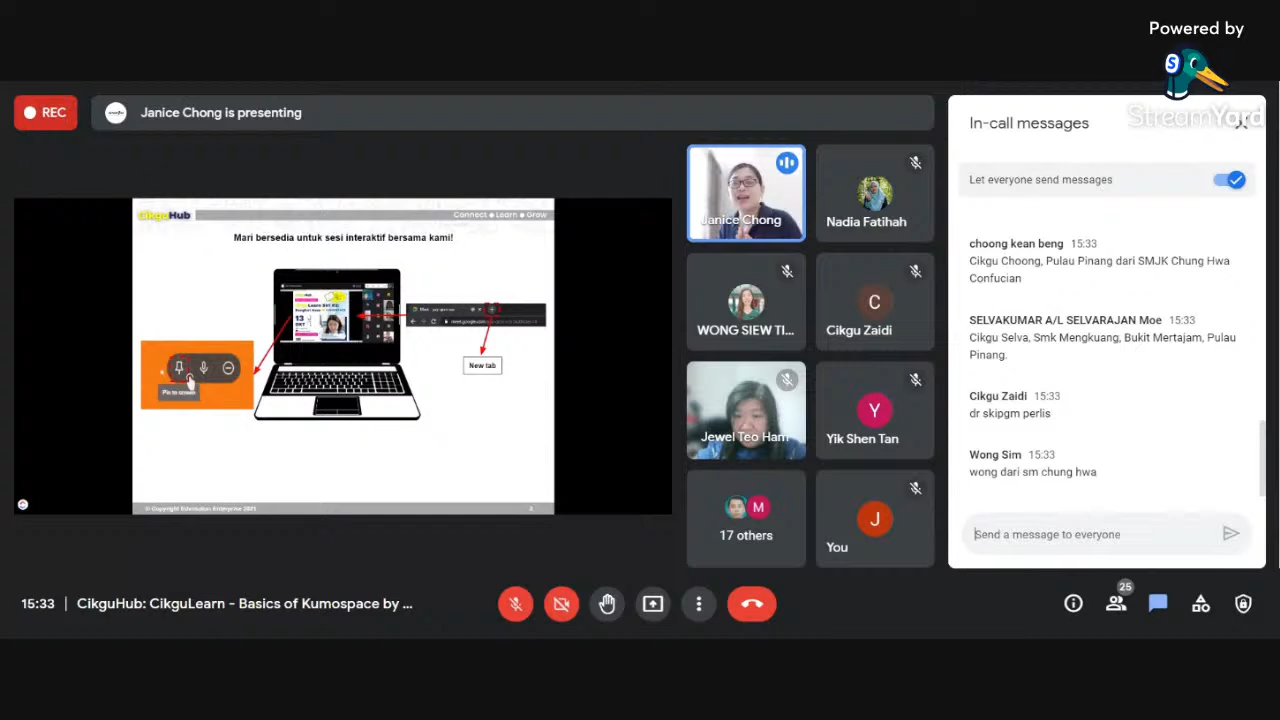 Powered by
StreamYard
REC
Janice Chong is presenting
In-call messages
Let everyone send messages
CikguHub
Connect ● Learn ● Grow
Mari bersedia untuk sesi interaktif bersama kami!
New tab
Pin to screen
© Copyright Edvolution Enterprise 2021
Janice Chong
Nadia Fatihah
WONG SIEW TI...
C
Cikgu Zaidi
Jewel Teo Ham
Y
Yik Shen Tan
M
17 others
J
You
choong kean beng 15:33
Cikgu Choong, Pulau Pinang dari SMJK Chung Hwa
Confucian
SELVAKUMAR A/L SELVARAJAN Moe 15:33
Cikgu Selva, Smk Mengkuang, Bukit Mertajam, Pulau
Pinang.
Cikgu Zaidi 15:33
dr skipgm perlis
Wong Sim 15:33
wong dari sm chung hwa
Send a message to everyone
15:33 | CikguHub: CikguLearn - Basics of Kumospace by ...
25